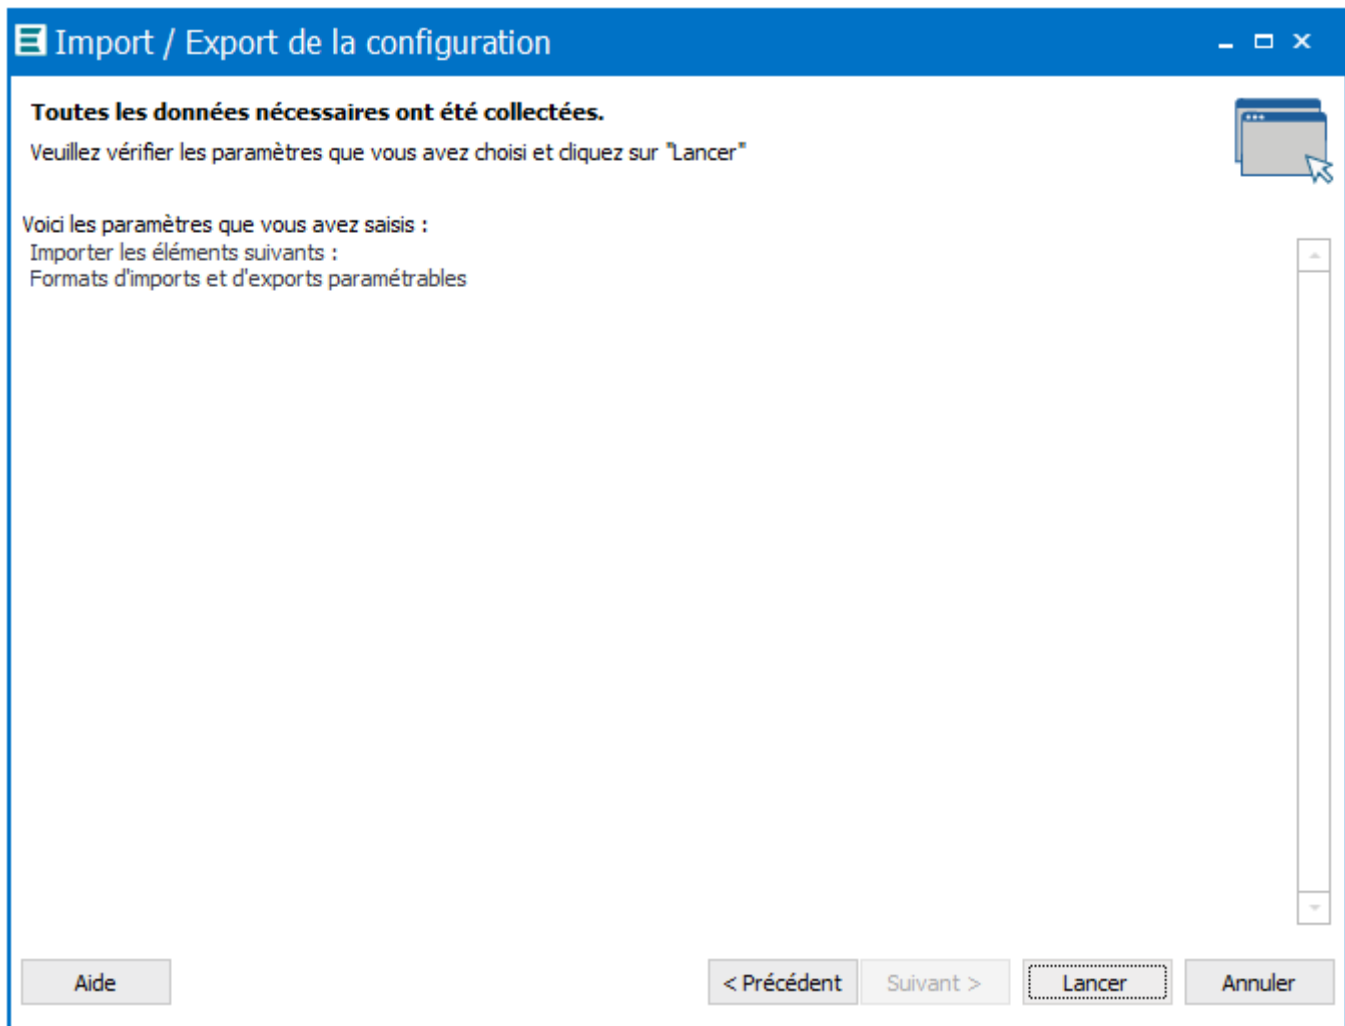 Import / Export de la configuration
Toutes les données nécessaires ont été collectées.
Veuillez vérifier les paramètres que vous avez choisi et cliquez sur "Lancer"
Voici les paramètres que vous avez saisis :
Importer les éléments suivants :
Formats d'imports et d'exports paramétrables
Aide
< Précédent
Suivant >
Lancer
Annuler